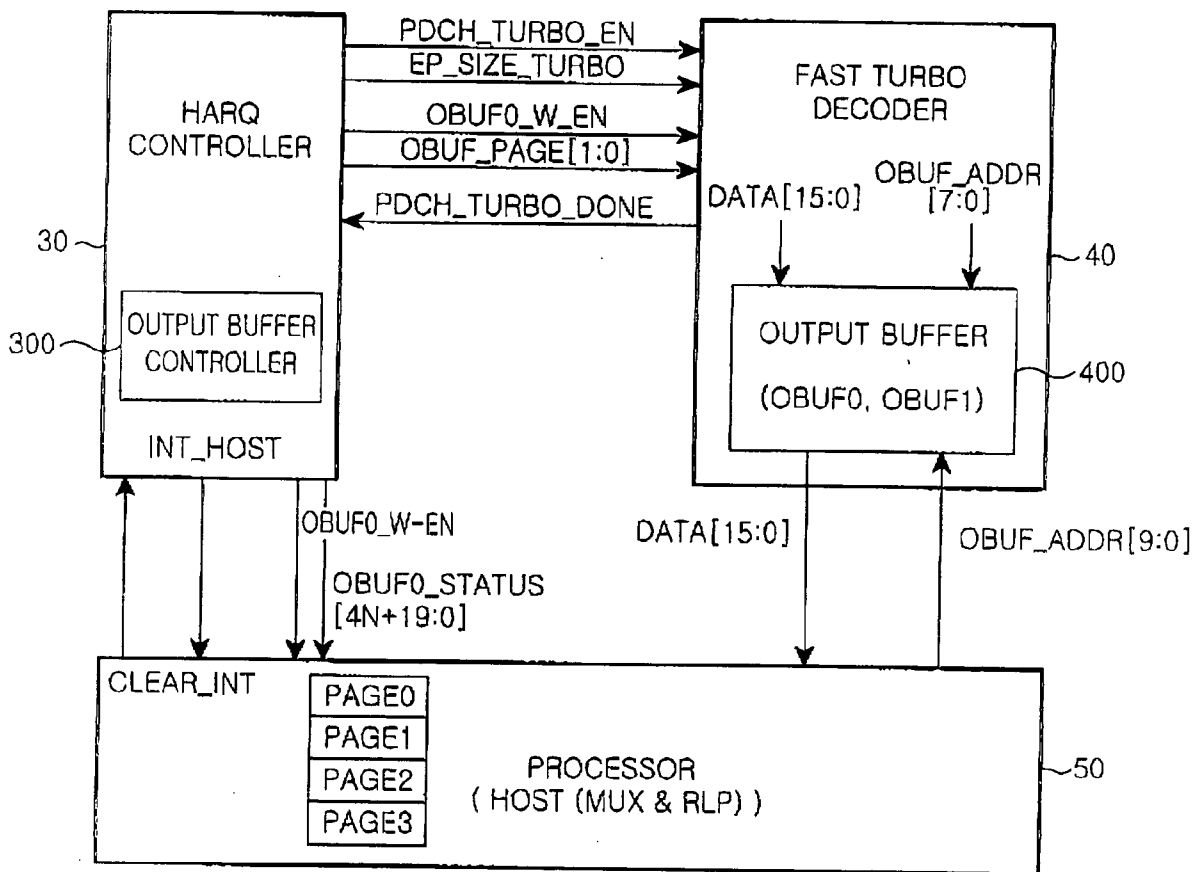 PDCH_TURBO_EN
EP_SIZE_TURBO
OBUF0_W_EN
OBUF_PAGE[1:0]
PDCH_TURBO_DONE
HARQ
CONTROLLER
30
300
OUTPUT BUFFER
CONTROLLER
INT_HOST
FAST TURBO
DECODER
DATA[15:0]
OBUF_ADDR
[7:0]
40
OUTPUT BUFFER
(OBUF0, OBUF1)
400
OBUF0_W-EN
OBUF0_STATUS
[4N+19:0]
DATA[15:0]
OBUF_ADDR[9:0]
CLEAR_INT
PAGE0
PAGE1
PAGE2
PAGE3
PROCESSOR
( HOST (MUX & RLP) )
50